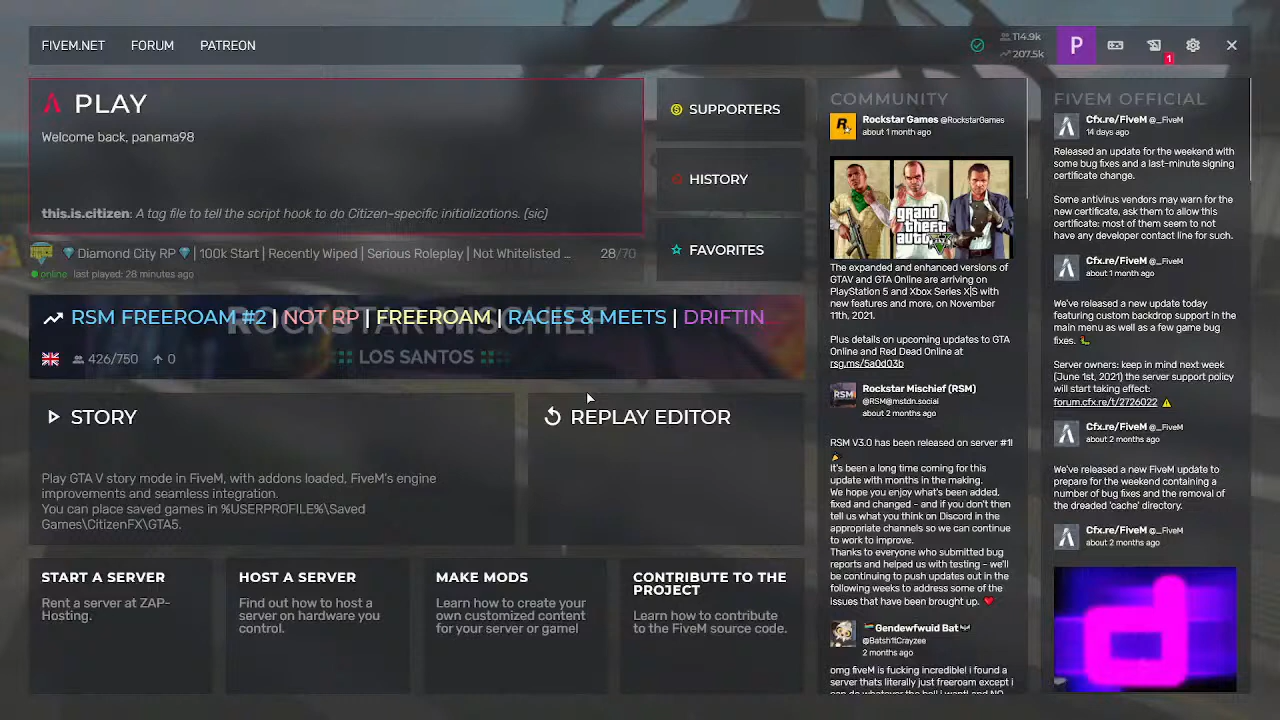 FIVEM.NET FORUM PATREON
114.9k
207.5k
P
1
PLAY
Welcome back, panama98
this.is.citizen: A tag file to tell the script hook to do Citizen-specific initializations. (sic)
Diamond City RP | 100k Start | Recently Wiped | Serious Roleplay | Not Whitelisted ... 28/70
online last played: 28 minutes ago
SUPPORTERS
HISTORY
FAVORITES
RSM FREEROAM #2 | NOT RP | FREEROAM | RACES & MEETS | DRIFTIN
ROCKSTAR MISCHIEF
LOS SANTOS
426/750 0
STORY
Play GTA V story mode in FiveM, with addons loaded, FiveM's engine
improvements and seamless integration.
You can place saved games in %USERPROFILE%\Saved
Games\CitizenFX\GTA5.
REPLAY EDITOR
START A SERVER
Rent a server at ZAP-
Hosting.
HOST A SERVER
Find out how to host a
server on hardware you
control.
MAKE MODS
Learn how to create your
own customized content
for your server or game!
CONTRIBUTE TO THE
PROJECT
Learn how to contribute
to the FiveM source code.
COMMUNITY
Rockstar Games @RockstarGames
about 1 month ago
grand
theft
auto
V
The expanded and enhanced versions of
GTAV and GTA Online are arriving on
PlayStation 5 and Xbox Series X|S with
new features and more, on November
11th, 2021.
Plus details on upcoming updates to GTA
Online and Red Dead Online at
rsg.ms/5a0d03b
RSM
Rockstar Mischief (RSM)
@RSM@mstdn.social
about 2 months ago
RSM V3.0 has been released on server #1!
It's been a long time coming for this
update with months in the making.
We hope you enjoy what's been added,
fixed and changed - and if you don't then
tell us what you think on Discord in the
appropriate channels so we can continue
to work to improve.
Thanks to everyone who submitted bug
reports and helped us with testing - we'll
be continuing to push updates out in the
following weeks to address some of the
issues that have been brought up.
Gendewfwuid Bat
@Batsh1tCrayzee
2 months ago
omg fiveM is fucking incredible! i found a
server thats literally just freeroam except i
can do whatever the hell i want! and NO
FIVEM OFFICIAL
Cfx.re/FiveM @_FiveM
14 days ago
Released an update for the weekend with
some bug fixes and a last-minute signing
certificate change.
Some antivirus vendors may warn for the
new certificate, ask them to allow this
certificate: most of them seem to not
have any developer contact line for such.
Cfx.re/FiveM @_FiveM
about 1 month ago
We've released a new update today
featuring custom backdrop support in the
main menu as well as a few game bug
fixes.
Server owners: keep in mind next week
(June 1st, 2021) the server support policy
will start taking effect:
forum.cfx.re/t/2726022
Cfx.re/FiveM @_FiveM
about 2 months ago
We've released a new FiveM update to
prepare for the weekend containing a
number of bug fixes and the removal of
the dreaded 'cache' directory.
Cfx.re/FiveM @_FiveM
about 2 months ago
d